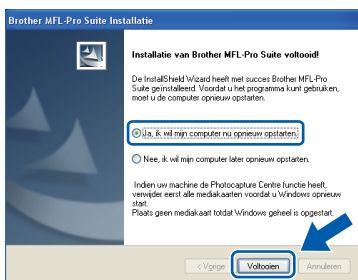 Brother MFL-Pro Suite Installatie
Installatie van Brother MFL-Pro Suite voltooid!
De InstallShield Wizard heeft met succes Brother MFL-Pro
Suite geïnstalleerd. Voordat u het programma kunt gebruiken,
moet u de computer opnieuw opstarten.
Ja, ik wil mijn computer nu opnieuw opstarten.
Nee, ik wil mijn computer later opnieuw opstarten.
Indien uw machine de Photocapture Centre functie heeft,
verwijder eerst alle mediakaarten totdat u Windows opnieuw
start.
Plaats geen mediakaart totdat Windows geheel is opgestart.
< Vorige
Voltooien
Annuleren